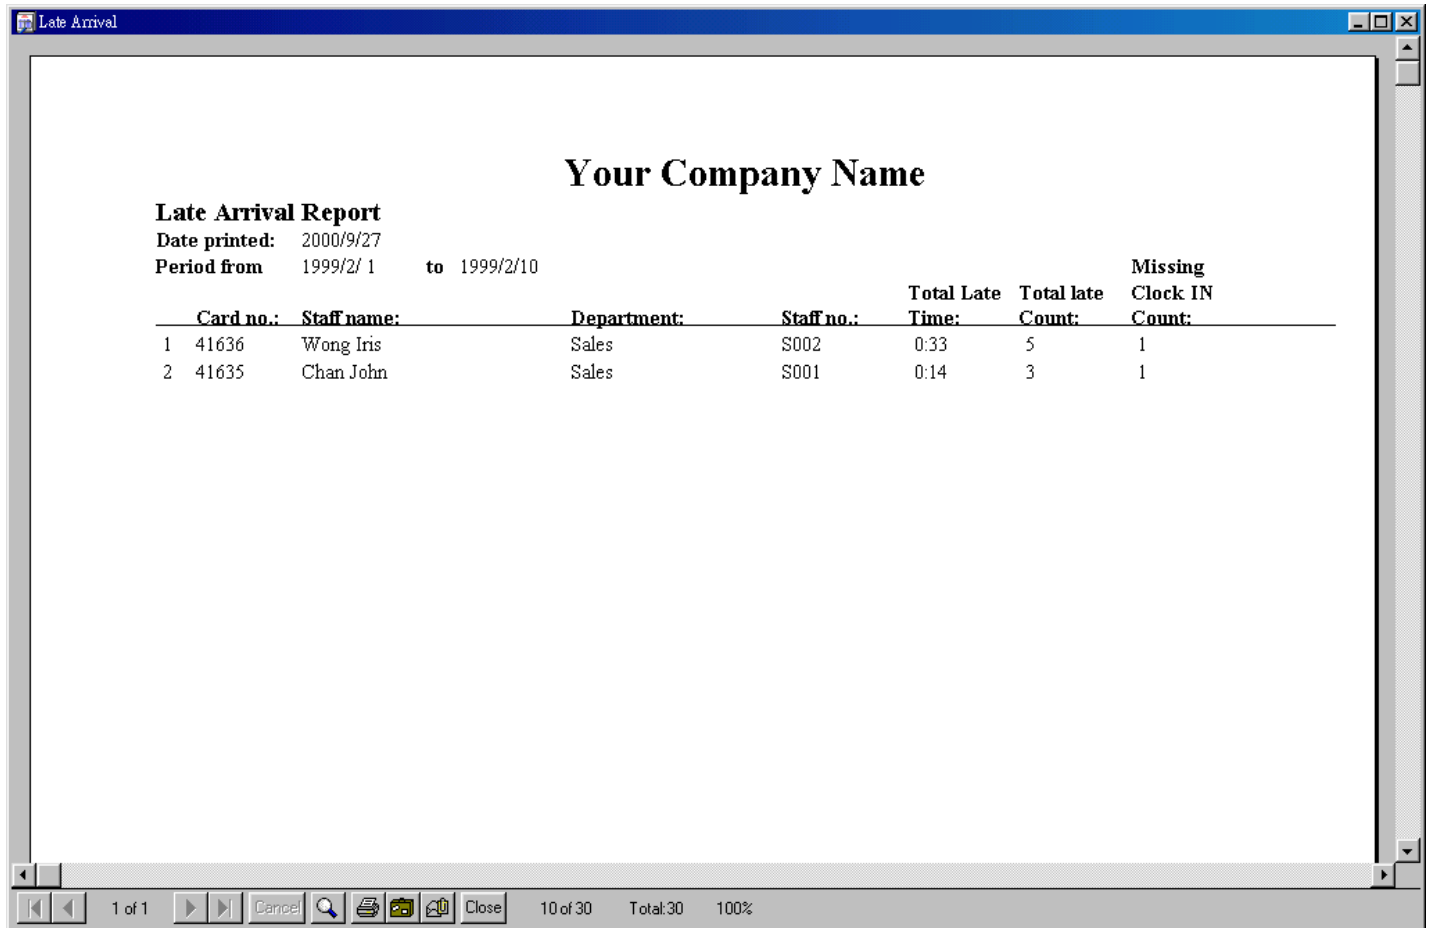 Late Arrival
Your Company Name
Late Arrival Report
Date printed: 2000/9/27
Period from 1999/2/ 1 to 1999/2/10 Missing
Total Late Total late Clock IN
Card no.: Staff name: Department: Staff no.: Time: Count: Count:
1 41636 Wong Iris Sales S002 0:33 5 1
2 41635 Chan John Sales S001 0:14 3 1
1 of 1 Cancel Close 10 of 30 Total:30 100%